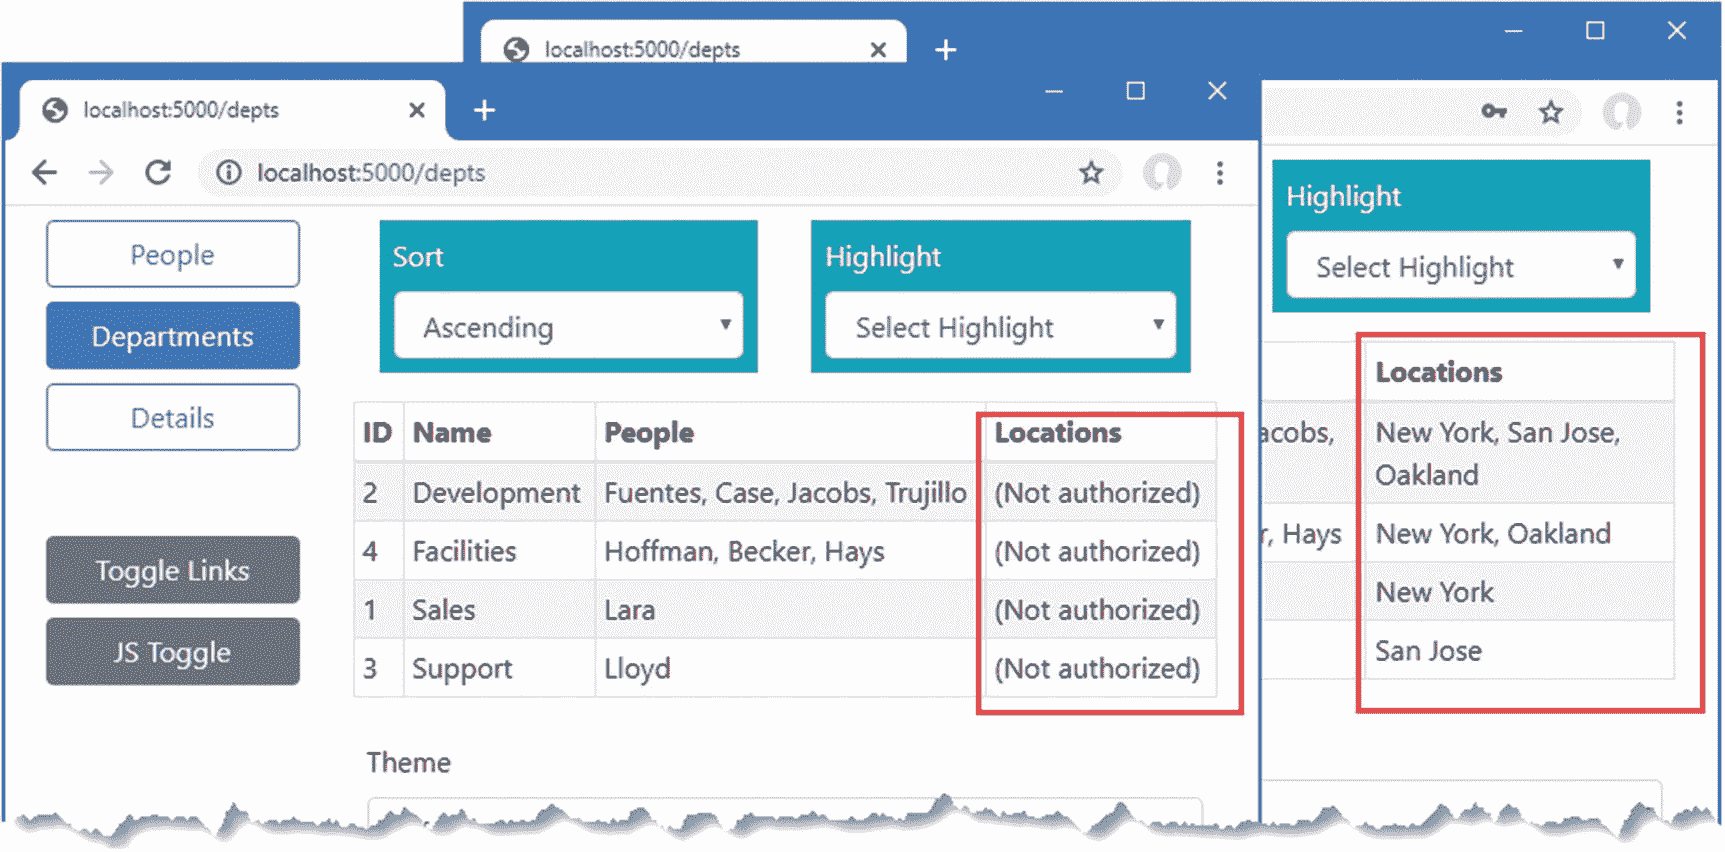 localhost:5000/depts
localhost:5000/depts
localhost:5000/depts
People
Departments
Details
Toggle Links
JS Toggle
Sort
Ascending
Highlight
Select Highlight
ID Name People Locations
2 Development Fuentes, Case, Jacobs, Trujillo (Not authorized)
4 Facilities Hoffman, Becker, Hays (Not authorized)
1 Sales Lara (Not authorized)
3 Support Lloyd (Not authorized)
Theme
Highlight
Select Highlight
Locations
New York, San Jose,
Oakland
Hays New York, Oakland
New York
San Jose